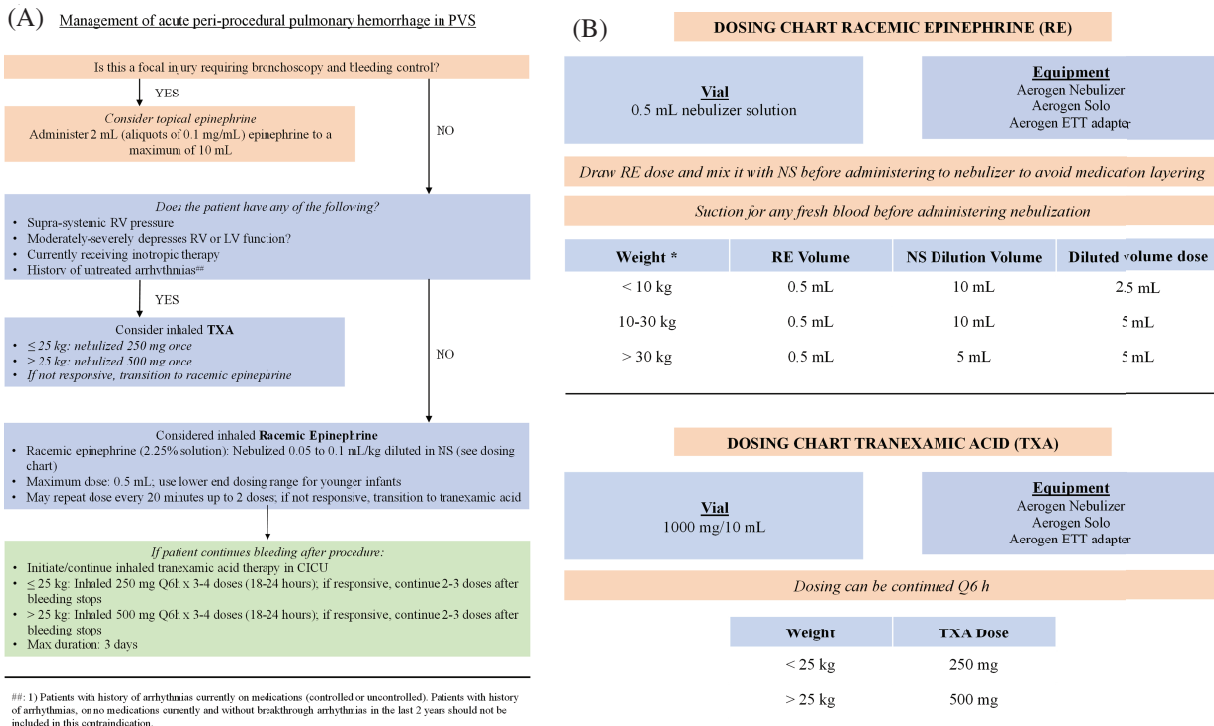 (A)
Management of acute peri-procedural pulmonary hemorrhage in PVS
Is this a focal injury requiring bronchoscopy and bleeding control?
YES
NO
Consider topical epinephrine
Administer 2 mL (aliquots of 0.1 mg/mL) epinephrine to a
maximum of 10 mL
Does the patient have any of the following?
• Supra-systemic RV pressure
• Moderately-severely depresses RV or LV function?
• Currently receiving inotropic therapy
• History of untreated arrhythmias##
YES
NO
Consider inhaled TXA
• ≤ 25 kg: nebulized 250 mg once
• > 25 kg: nebulized 500 mg once
• If not responsive, transition to racemic epinephrine
Considered inhaled Racemic Epinephrine
• Racemic epinephrine (2.25% solution): Nebulized 0.05 to 0.1 mL/kg diluted in NS (see dosing
chart)
• Maximum dose: 0.5 mL; use lower end dosing range for younger infants
• May repeat dose every 20 minutes up to 2 doses; if not responsive, transition to tranexamic acid
If patient continues bleeding after procedure:
• Initiate/continue inhaled tranexamic acid therapy in CICU
• ≤ 25 kg: Inhaled 250 mg Q6h x 3-4 doses (18-24 hours); if responsive, continue 2-3 doses after
bleeding stops
• > 25 kg: Inhaled 500 mg Q6h x 3-4 doses (18-24 hours); if responsive, continue 2-3 doses after
bleeding stops
• Max duration: 3 days
##: 1) Patients with history of arrhythmias currently on medications (controlled or uncontrolled). Patients with history
of arrhythmias, on no medications currently and without breakthrough arrhythmias in the last 2 years should not be
included in this contraindication.
(B)
DOSING CHART RACEMIC EPINEPHRINE (RE)
Vial
0.5 mL nebulizer solution
Equipment
Aerogen Nebulizer
Aerogen Solo
Aerogen ETT adapter
Draw RE dose and mix it with NS before administering to nebulizer to avoid medication layering
Suction for any fresh blood before administering nebulization
Weight * RE Volume NS Dilution Volume Diluted volume dose
< 10 kg 0.5 mL 10 mL 2.5 mL
10-30 kg 0.5 mL 10 mL 5 mL
> 30 kg 0.5 mL 5 mL 5 mL
DOSING CHART TRANEXAMIC ACID (TXA)
Vial
1000 mg/10 mL
Equipment
Aerogen Nebulizer
Aerogen Solo
Aerogen ETT adapter
Dosing can be continued Q6 h
Weight TXA Dose
< 25 kg 250 mg
> 25 kg 500 mg